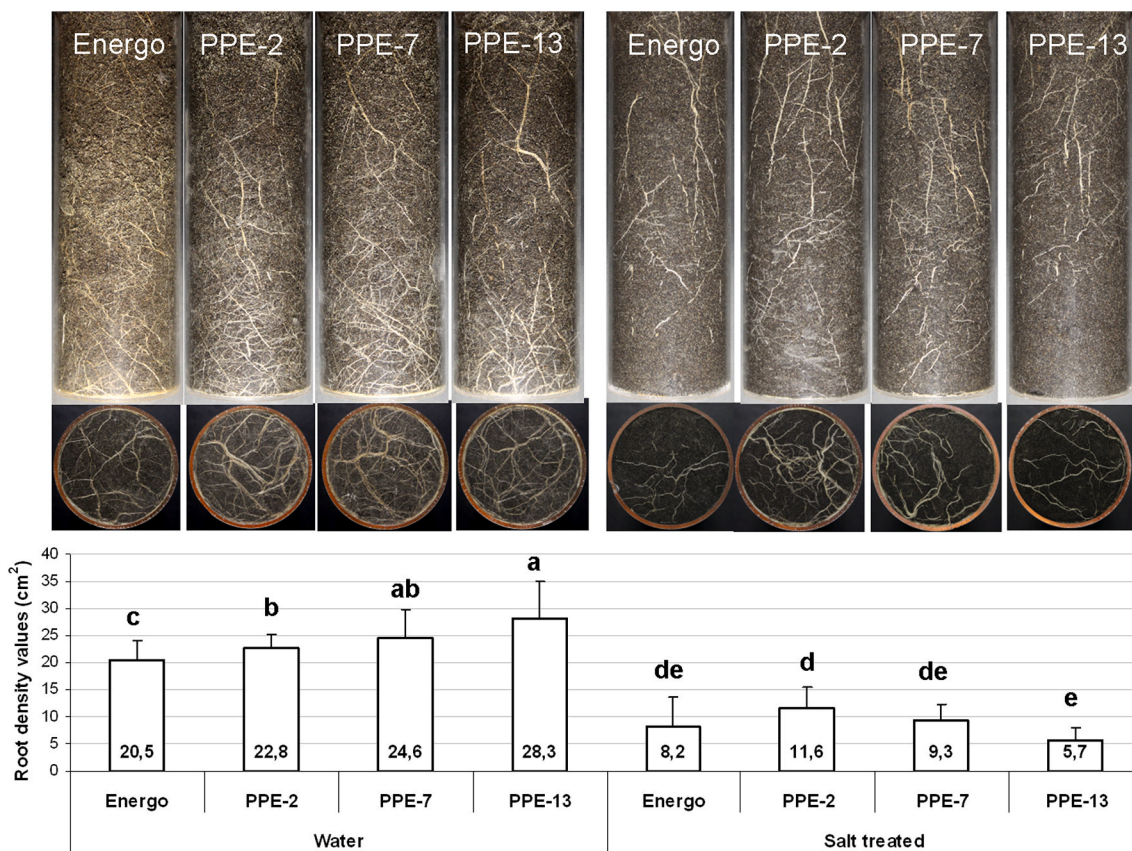 Energo PPE-2 PPE-7 PPE-13 Energo PPE-2 PPE-7 PPE-13
Root density values (cm²)
40
35
30
25
20
15
10
5
0
c b ab a de d de e
20,5 22,8 24,6 28,3 8,2 11,6 9,3 5,7
Energo PPE-2 PPE-7 PPE-13 Energo PPE-2 PPE-7 PPE-13
Water Salt treated